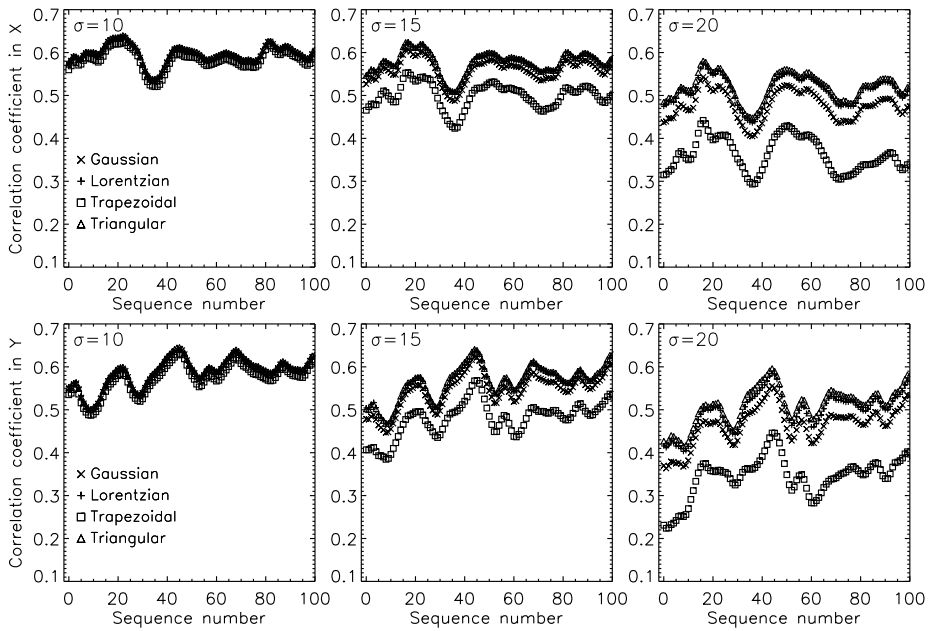 Correlation coefficient in X
0.7
0.6
0.5
0.4
0.3
0.2
0.1
σ=10
× Gaussian
+ Lorentzian
□ Trapezoidal
△ Triangular
0 20 40 60 80 100
Sequence number
0.7
0.6
0.5
0.4
0.3
0.2
0.1
σ=15
0 20 40 60 80 100
Sequence number
0.7
0.6
0.5
0.4
0.3
0.2
0.1
σ=20
0 20 40 60 80 100
Sequence number
Correlation coefficient in Y
0.7
0.6
0.5
0.4
0.3
0.2
0.1
σ=10
× Gaussian
+ Lorentzian
□ Trapezoidal
△ Triangular
0 20 40 60 80 100
Sequence number
0.7
0.6
0.5
0.4
0.3
0.2
0.1
σ=15
0 20 40 60 80 100
Sequence number
0.7
0.6
0.5
0.4
0.3
0.2
0.1
σ=20
0 20 40 60 80 100
Sequence number